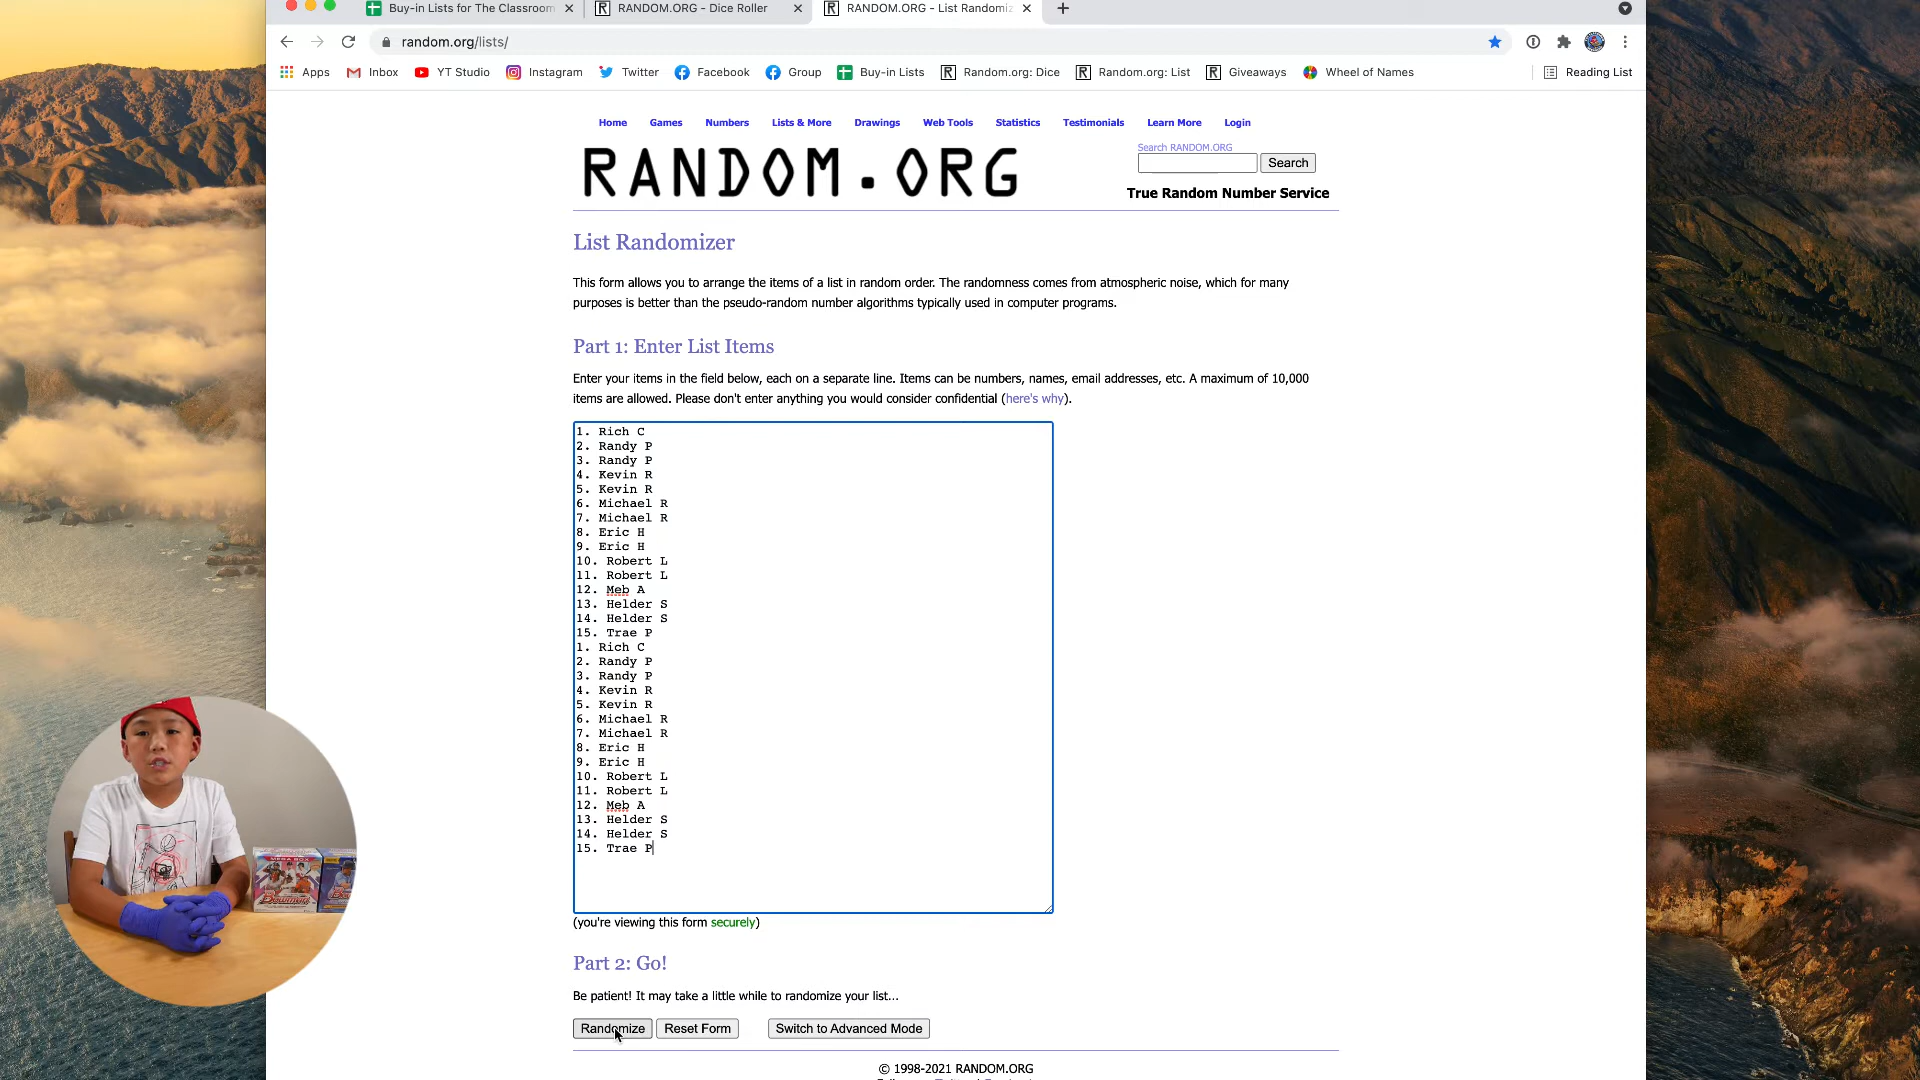 Buy-in Lists for The Classroom
RANDOM.ORG - Dice Roller
RANDOM.ORG - List Randomiz
random.org/lists/
Apps
Inbox
YT Studio
Instagram
Twitter
Facebook
Group
Buy-in Lists
Random.org: Dice
Random.org: List
Giveaways
Wheel of Names
Reading List
Home Games Numbers Lists & More Drawings Web Tools Statistics Testimonials Learn More Login
RANDOM.ORG
Search RANDOM.ORG
Search
True Random Number Service
List Randomizer
This form allows you to arrange the items of a list in random order. The randomness comes from atmospheric noise, which for many
purposes is better than the pseudo-random number algorithms typically used in computer programs.
Part 1: Enter List Items
Enter your items in the field below, each on a separate line. Items can be numbers, names, email addresses, etc. A maximum of 10,000
items are allowed. Please don't enter anything you would consider confidential (here's why).
1. Rich C
2. Randy P
3. Randy P
4. Kevin R
5. Kevin R
6. Michael R
7. Michael R
8. Eric H
9. Eric H
10. Robert L
11. Robert L
12. Meb A
13. Helder S
14. Helder S
15. Trae P
1. Rich C
2. Randy P
3. Randy P
4. Kevin R
5. Kevin R
6. Michael R
7. Michael R
8. Eric H
9. Eric H
10. Robert L
11. Robert L
12. Meb A
13. Helder S
14. Helder S
15. Trae P
(you're viewing this form securely)
Part 2: Go!
Be patient! It may take a little while to randomize your list...
Randomize
Reset Form
Switch to Advanced Mode
© 1998-2021 RANDOM.ORG
MEGA BOX
Bowman